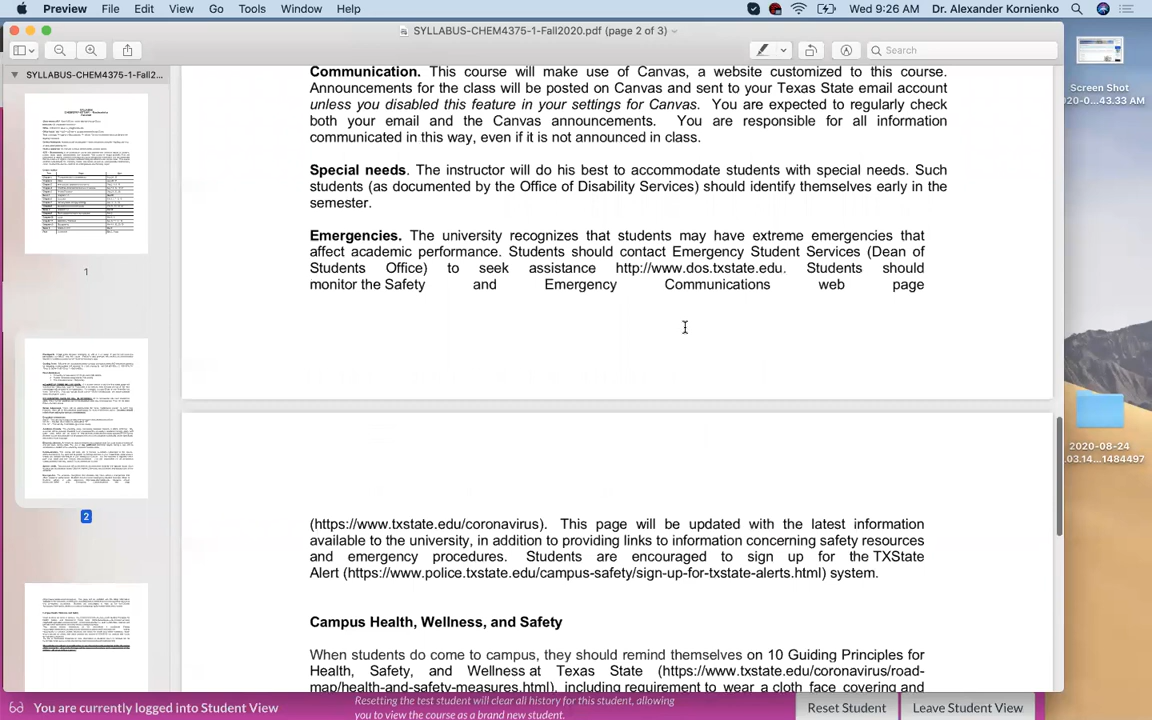 Preview File Edit View Go Tools Window Help
Wed 9:26 AM Dr. Alexander Kornienko
SYLLABUS-CHEM4375-1-Fall2020.pdf (page 2 of 3)
Search
SYLLABUS-CHEM4375-1-Fall2...
1
2
Communication. This course will make use of Canvas, a website customized to this course.
Announcements for the class will be posted on Canvas and sent to your Texas State email account
unless you disabled this feature in your settings for Canvas. You are expected to regularly check
both your email and the Canvas announcements. You are responsible for all information
communicated in this way, even if it is not announced in class.
Special needs. The instructor will do his best to accommodate students with special needs. Such
students (as documented by the Office of Disability Services) should identify themselves early in the
semester.
Emergencies. The university recognizes that students may have extreme emergencies that
affect academic performance. Students should contact Emergency Student Services (Dean of
Students Office) to seek assistance http://www.dos.txstate.edu. Students should
monitor the Safety and Emergency Communications web page
(https://www.txstate.edu/coronavirus). This page will be updated with the latest information
available to the university, in addition to providing links to information concerning safety resources
and emergency procedures. Students are encouraged to sign up for the TXState
Alert (https://www.police.txstate.edu/campus-safety/sign-up-for-txstate-alerts.html) system.
Campus Health, Wellness, and Safety
When students do come to campus, they should remind themselves on 10 Guiding Principles for
Health, Safety, and Wellness at Texas State (https://www.txstate.edu/coronavirus/road-
map/health-and-safety-measures.html), including requirement to wear a cloth face covering and
Screen Shot
2020-08-24
You are currently logged into Student View
Resetting the test student will clear all history for this student, allowing
you to view the course as a brand new student.
Reset Student
Leave Student View